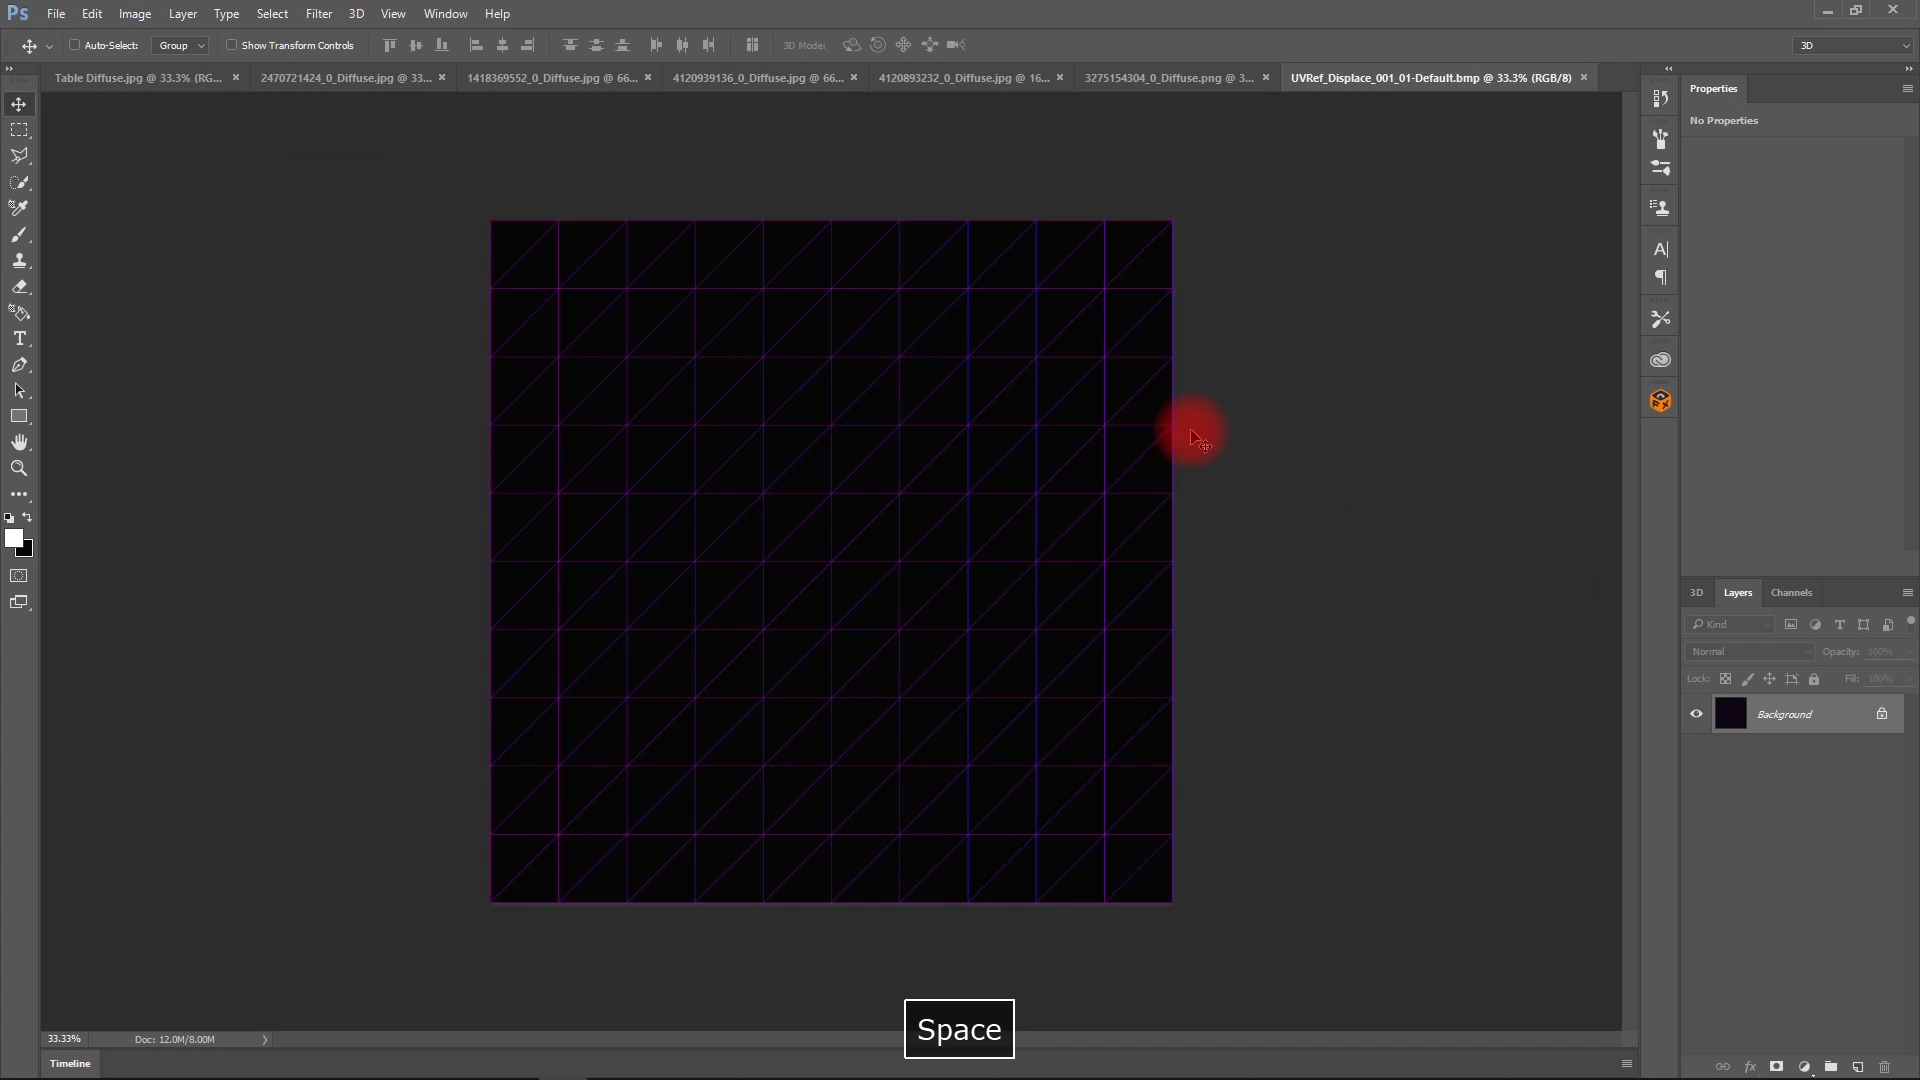 Ps File Edit Image Layer Type Select Filter 3D View Window Help
Auto-Select: Group Show Transform Controls 3D Mode: 3D
Table Diffuse.jpg @ 33.3% (RG... × 2470721424_0_Diffuse.jpg @ 33... × 1418369552_0_Diffuse.jpg @ 66... × 4120939136_0_Diffuse.jpg @ 66... × 4120893232_0_Diffuse.jpg @ 16... × 3275154304_0_Diffuse.png @ 3... × UVRef_Displace_001_01-Default.bmp @ 33.3% (RGB/8) ×
Properties
No Properties
3D Layers Channels
Kind
Normal Opacity: 100%
Lock: Fill: 100%
Background
Space
33.33% Doc: 12.0M/8.00M
Timeline